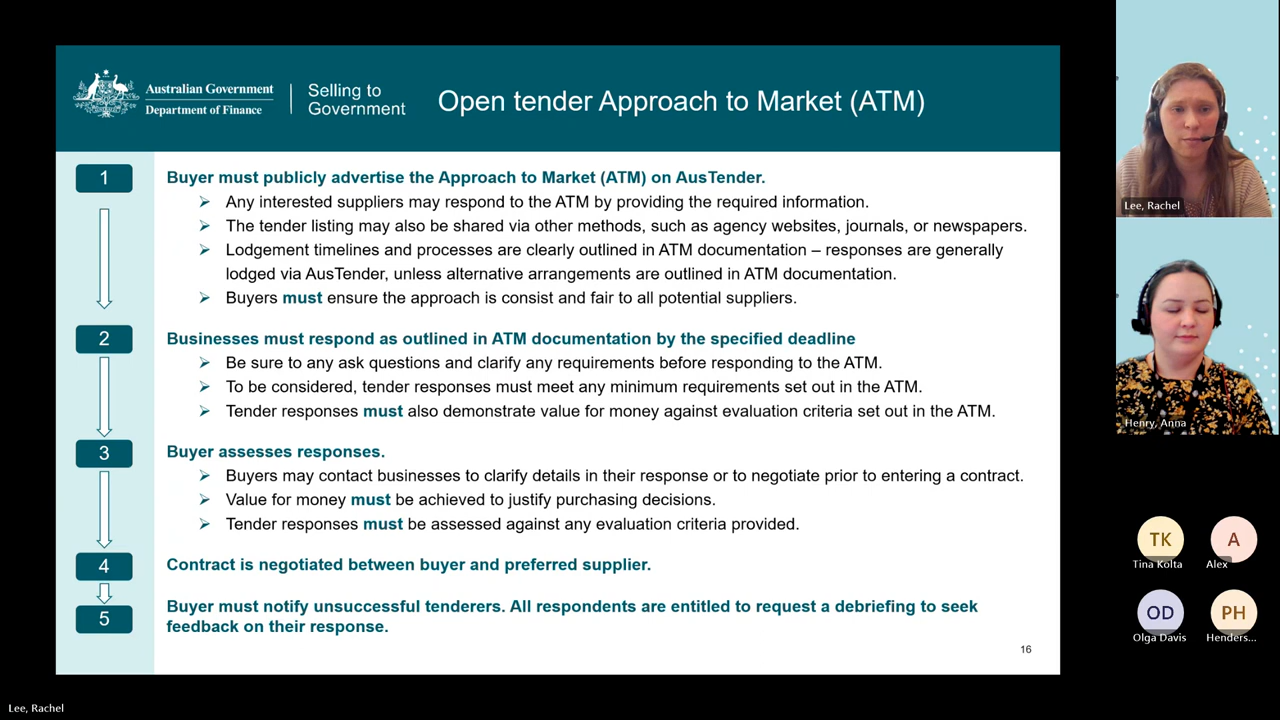 Australian Government
Department of Finance
Selling to
Government
Open tender Approach to Market (ATM)
1
Buyer must publicly advertise the Approach to Market (ATM) on AusTender.
Any interested suppliers may respond to the ATM by providing the required information.
The tender listing may also be shared via other methods, such as agency websites, journals, or newspapers.
Lodgement timelines and processes are clearly outlined in ATM documentation – responses are generally
lodged via AusTender, unless alternative arrangements are outlined in ATM documentation.
Buyers must ensure the approach is consist and fair to all potential suppliers.
2
Businesses must respond as outlined in ATM documentation by the specified deadline
Be sure to any ask questions and clarify any requirements before responding to the ATM.
To be considered, tender responses must meet any minimum requirements set out in the ATM.
Tender responses must also demonstrate value for money against evaluation criteria set out in the ATM.
3
Buyer assesses responses.
Buyers may contact businesses to clarify details in their response or to negotiate prior to entering a contract.
Value for money must be achieved to justify purchasing decisions.
Tender responses must be assessed against any evaluation criteria provided.
4
Contract is negotiated between buyer and preferred supplier.
5
Buyer must notify unsuccessful tenderers. All respondents are entitled to request a debriefing to seek
feedback on their response.
16
Lee, Rachel
Henry, Anna
TK
Tina Kolta
A
Alex
OD
Olga Davis
PH
Henders...
Lee, Rachel